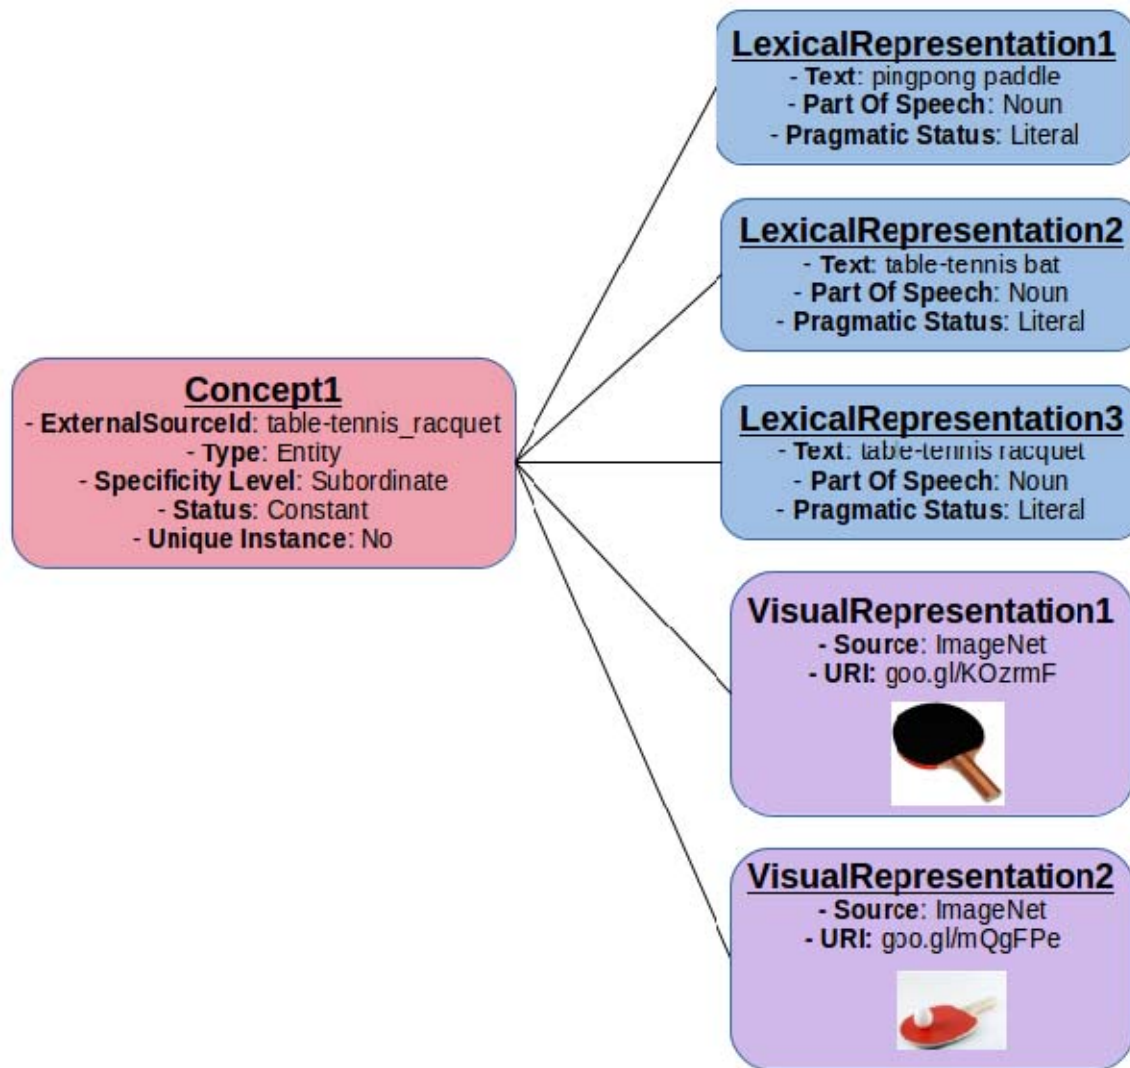 Concept1
- ExternalSourceId: table-tennis_racquet
- Type: Entity
- Specificity Level: Subordinate
- Status: Constant
- Unique Instance: No
LexicalRepresentation1
- Text: pingpong paddle
- Part Of Speech: Noun
- Pragmatic Status: Literal
LexicalRepresentation2
- Text: table-tennis bat
- Part Of Speech: Noun
- Pragmatic Status: Literal
LexicalRepresentation3
- Text: table-tennis racquet
- Part Of Speech: Noun
- Pragmatic Status: Literal
VisualRepresentation1
- Source: ImageNet
- URI: goo.gl/KOzrmF
VisualRepresentation2
- Source: ImageNet
- URI: goo.gl/mQgFPe